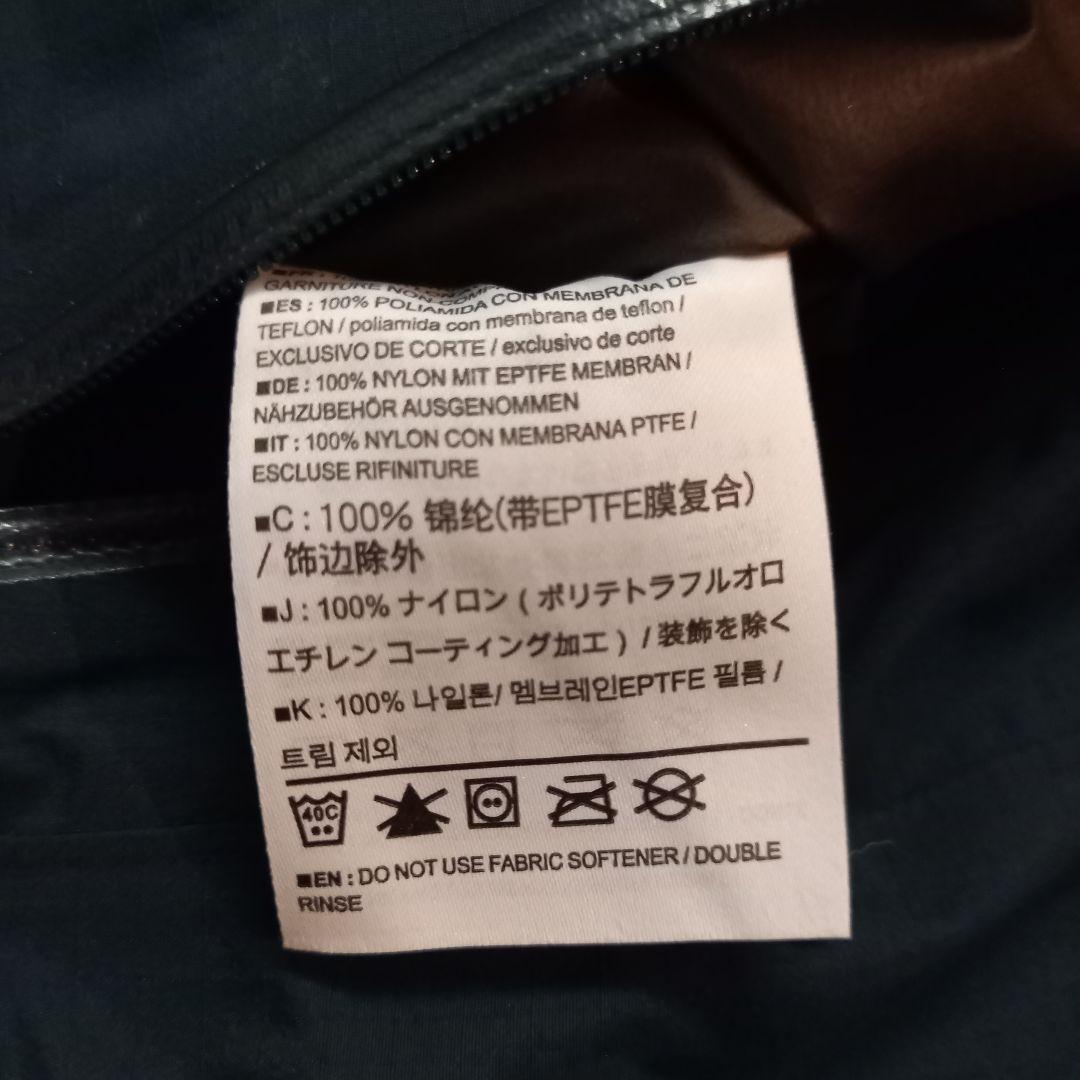 GARNITURE NON
■ES : 100% POLIAMIDA CON MEMBRANA DE
TEFLON / poliamida con membrana de teflon /
EXCLUSIVO DE CORTE / exclusivo de corte
■DE : 100% NYLON MIT EPTFE MEMBRAN /
NÄHZUBEHÖR AUSGENOMMEN
■IT : 100% NYLON CON MEMBRANA PTFE /
ESCLUSE RIFINITURE
■C : 100% 锦纶(带EPTFE膜复合)
/ 饰边除外
■J : 100% ナイロン ( ポリテトラフルオロ
エチレン コーティング加工 ) / 装飾を除く
■K : 100% 나일론/ 멤브레인EPTFE 필름 /
트림 제외
40C
■EN : DO NOT USE FABRIC SOFTENER / DOUBLE
RINSE